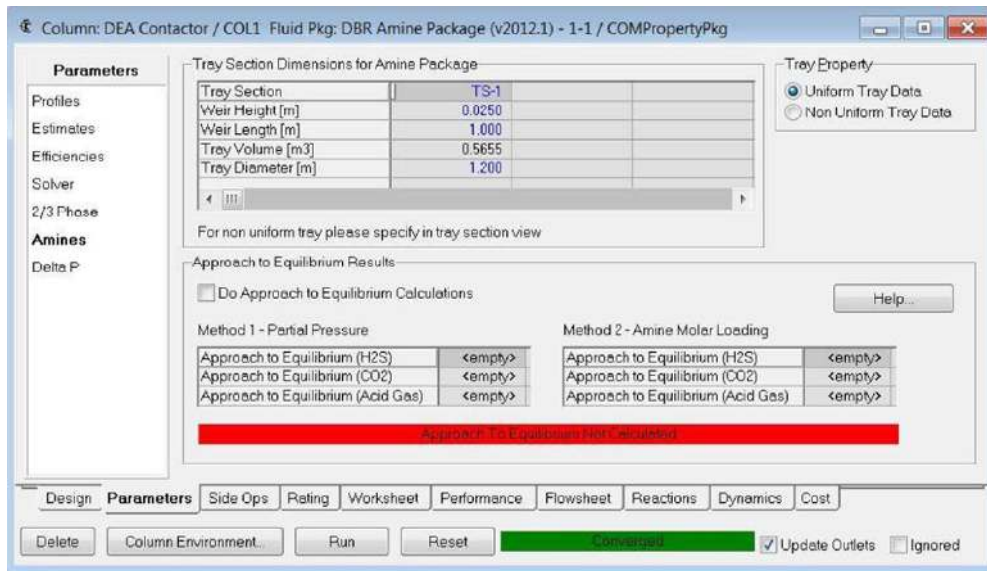 Column: DEA Contactor / COL1 Fluid Pkg: DBR Amine Package (v2012.1) - 1-1 / COMPropertyPkg
Parameters
Profiles
Estimates
Efficiencies
Solver
2/3 Phase
Amines
Delta P
Tray Section Dimensions for Amine Package
Tray Section TS-1
Weir Height [m] 0.0250
Weir Length [m] 1.000
Tray Volume [m3] 0.5655
Tray Diameter [m] 1.200
For non uniform tray please specify in tray section view
Tray Property
Uniform Tray Data
Non Uniform Tray Data
Approach to Equilibrium Results
Do Approach to Equilibrium Calculations
Help...
Method 1 - Partial Pressure
Approach to Equilibrium (H2S) <empty>
Approach to Equilibrium (CO2) <empty>
Approach to Equilibrium (Acid Gas) <empty>
Method 2 - Amine Molar Loading
Approach to Equilibrium (H2S) <empty>
Approach to Equilibrium (CO2) <empty>
Approach to Equilibrium (Acid Gas) <empty>
Approach To Equilibrium Not Calculated
Design Parameters Side Ops Rating Worksheet Performance Flowsheet Reactions Dynamics Cost
Delete Column Environment... Run Reset Converged Update Outlets Ignored